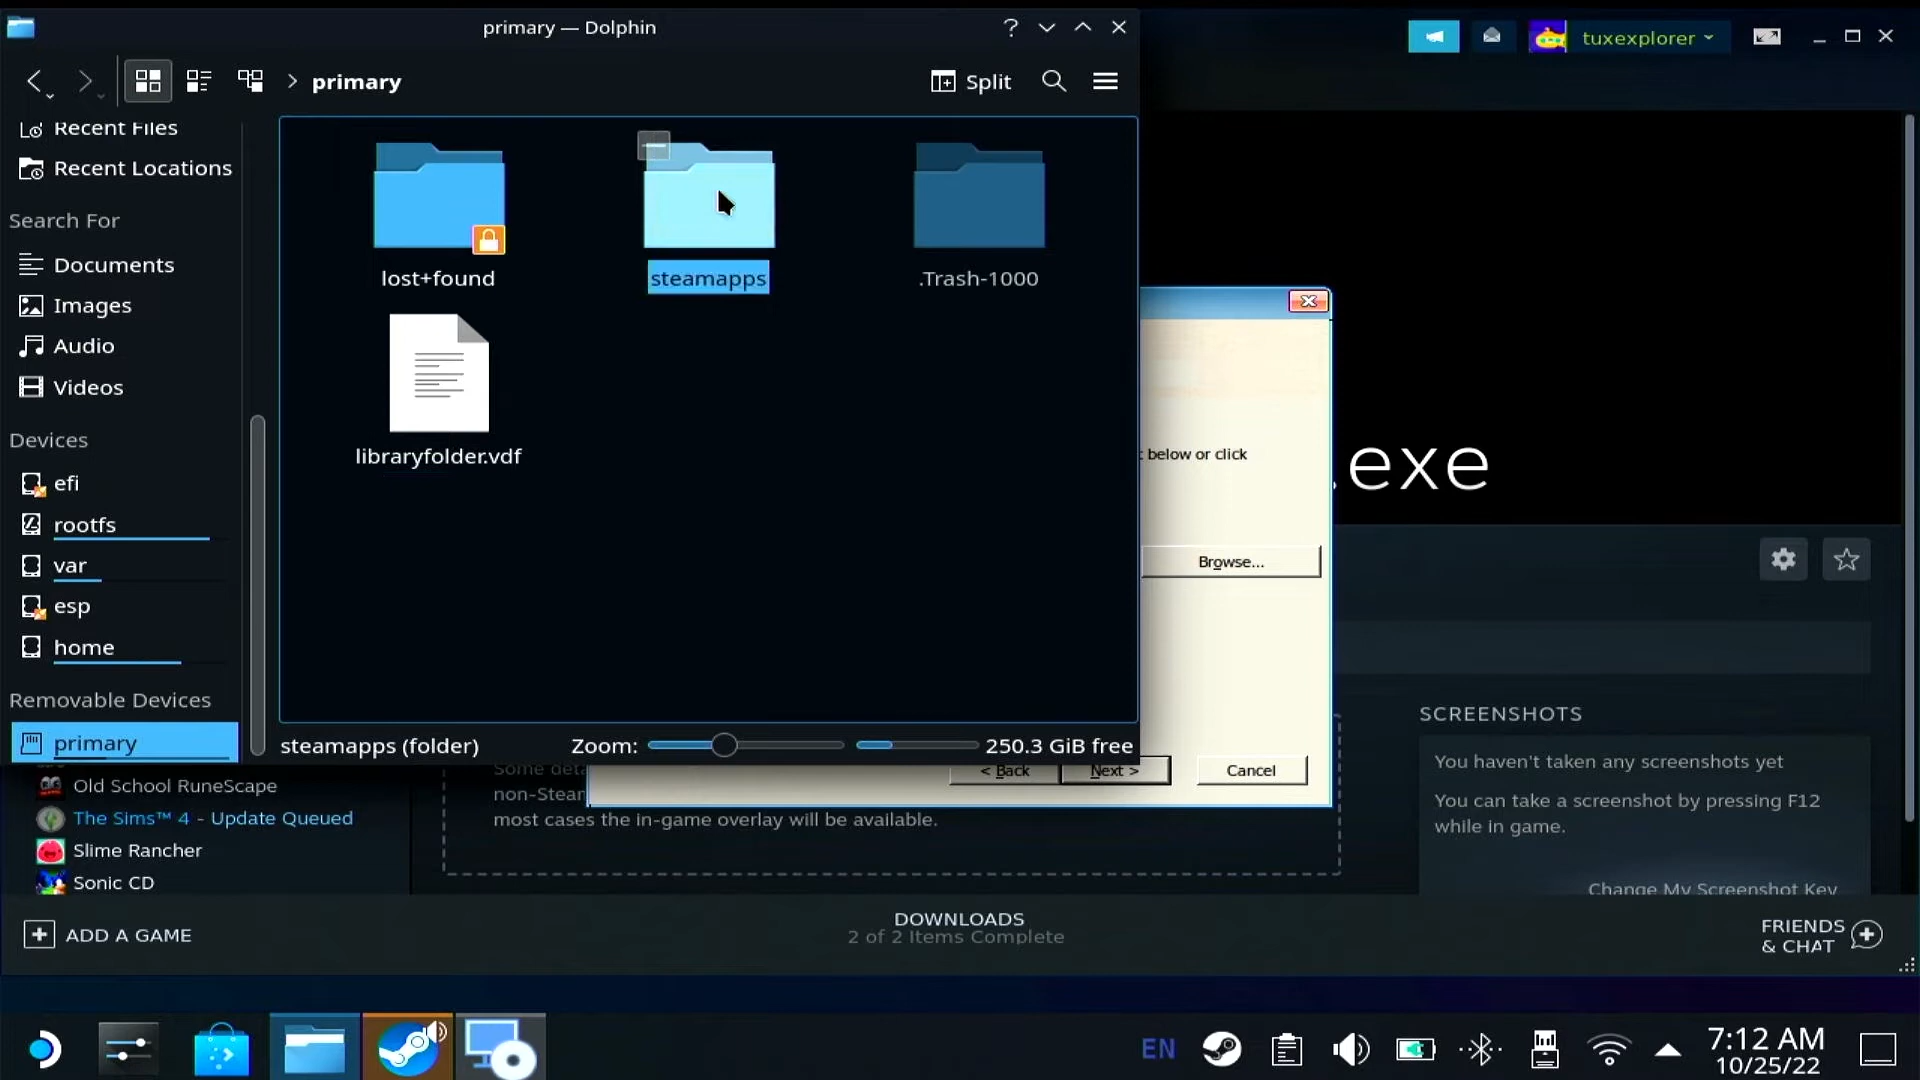 primary — Dolphin
?
tuxexplorer
primary
Split
Recent Files
Recent Locations
Search For
Documents
Images
Audio
Videos
Devices
efi
rootfs
var
esp
home
Removable Devices
primary
lost+found
steamapps
.Trash-1000
libraryfolder.vdf
steamapps (folder)
Zoom:
250.3 GiB free
below or click
Browse...
< Back
Next >
Cancel
.exe
Old School RuneScape
The Sims™ 4 - Update Queued
Slime Rancher
Sonic CD
Some deta
non-Stean
most cases the in-game overlay will be available.
SCREENSHOTS
You haven't taken any screenshots yet
You can take a screenshot by pressing F12
while in game.
Change My Screenshot Key
ADD A GAME
DOWNLOADS
2 of 2 Items Complete
FRIENDS
& CHAT
EN
7:12 AM
10/25/22